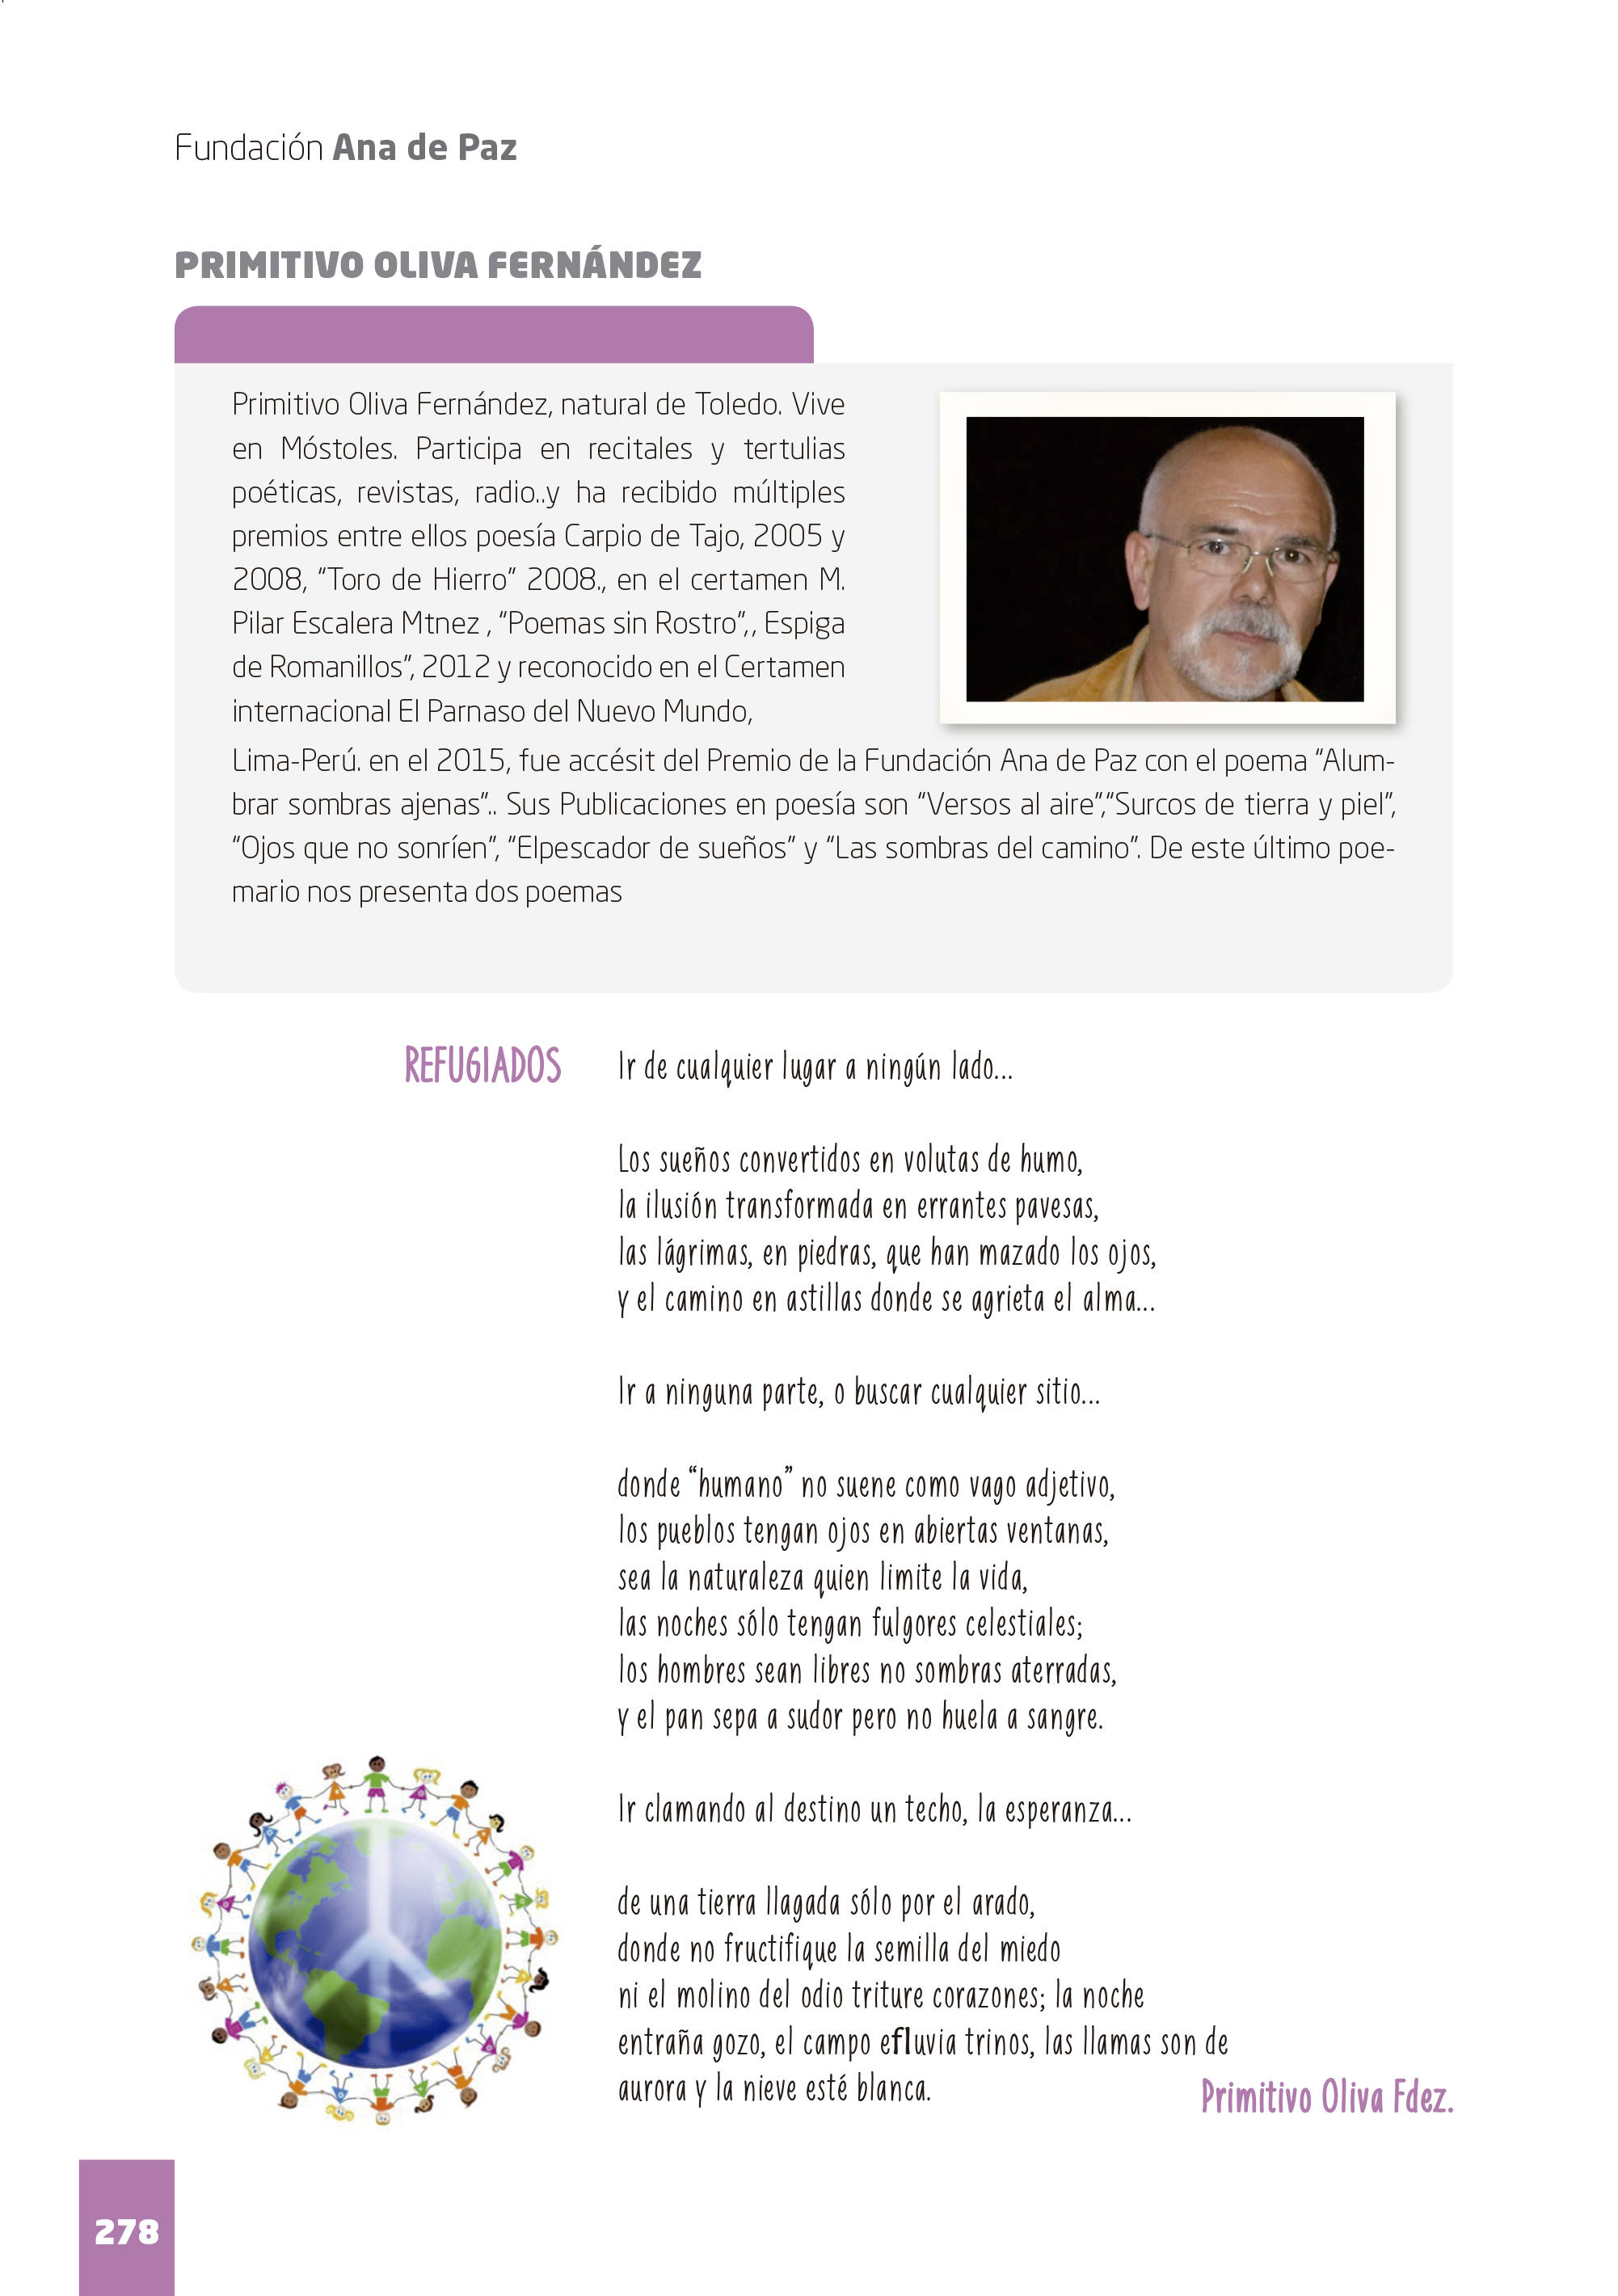 Fundación Ana de Paz
PRIMITIVO OLIVA FERNÁNDEZ
Primitivo Oliva Fernández, natural de Toledo. Vive
en Móstoles. Participa en recitales y tertulias
poéticas, revistas, radio..y ha recibido múltiples
premios entre ellos poesía Carpio de Tajo, 2005 y
2008, “Toro de Hierro” 2008., en el certamen M.
Pilar Escalera Mtnez , “Poemas sin Rostro”,, Espiga
de Romanillos”, 2012 y reconocido en el Certamen
internacional El Parnaso del Nuevo Mundo,
Lima-Perú. en el 2015, fue accésit del Premio de la Fundación Ana de Paz con el poema “Alum-
brar sombras ajenas”.. Sus Publicaciones en poesía son “Versos al aire”,“Surcos de tierra y piel”,
“Ojos que no sonríen”, “Elpescador de sueños” y “Las sombras del camino”. De este último poe-
mario nos presenta dos poemas
REFUGIADOS
Ir de cualquier lugar a ningún lado...
Los sueños convertidos en volutas de humo,
la ilusión transformada en errantes pavesas,
las lágrimas, en piedras, que han mazado los ojos,
y el camino en astillas donde se agrieta el alma...
Ir a ninguna parte, o buscar cualquier sitio...
donde “humano” no suene como vago adjetivo,
los pueblos tengan ojos en abiertas ventanas,
sea la naturaleza quien limite la vida,
las noches sólo tengan fulgores celestiales;
los hombres sean libres no sombras aterradas,
y el pan sepa a sudor pero no huela a sangre.
Ir clamando al destino un techo, la esperanza...
de una tierra llagada sólo por el arado,
donde no fructifique la semilla del miedo
ni el molino del odio triture corazones; la noche
entraña gozo, el campo efluvia trinos, las llamas son de
aurora y la nieve esté blanca.
Primitivo Oliva Fdez.
278